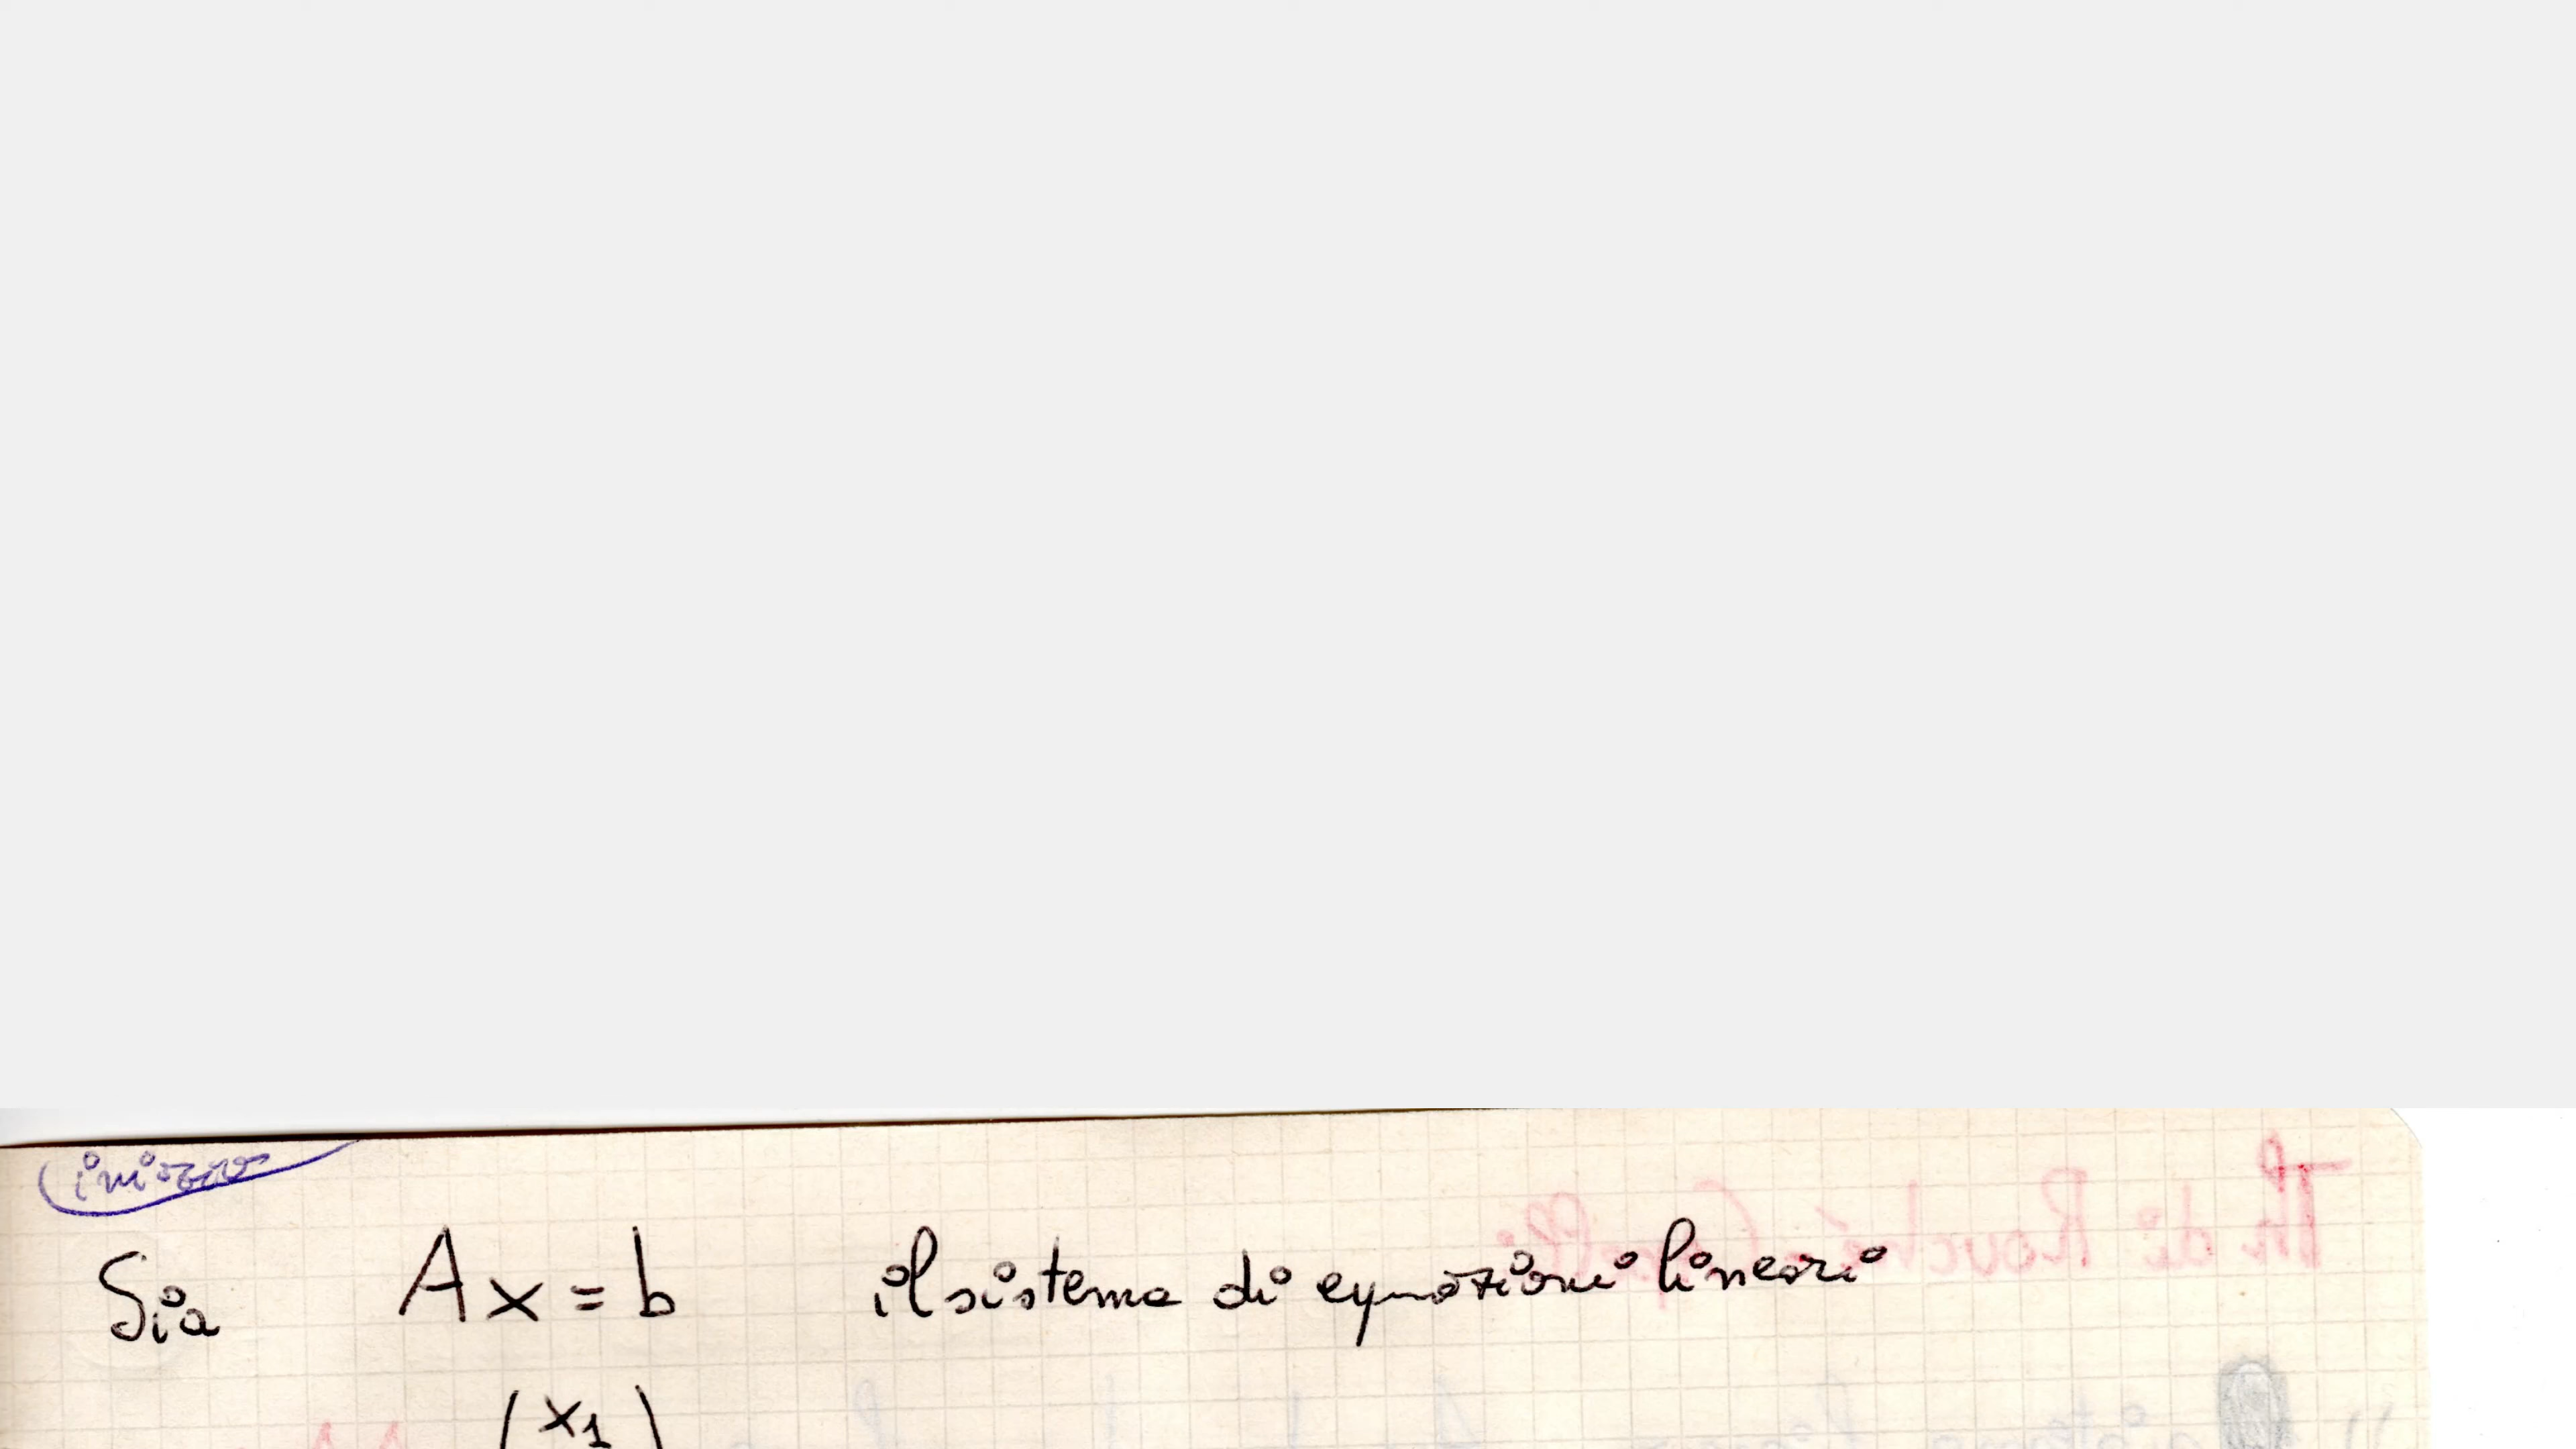 inizio
Sia Ax = b il sistema di equazioni lineari
Th di Rouché Capelli
( x₁ )